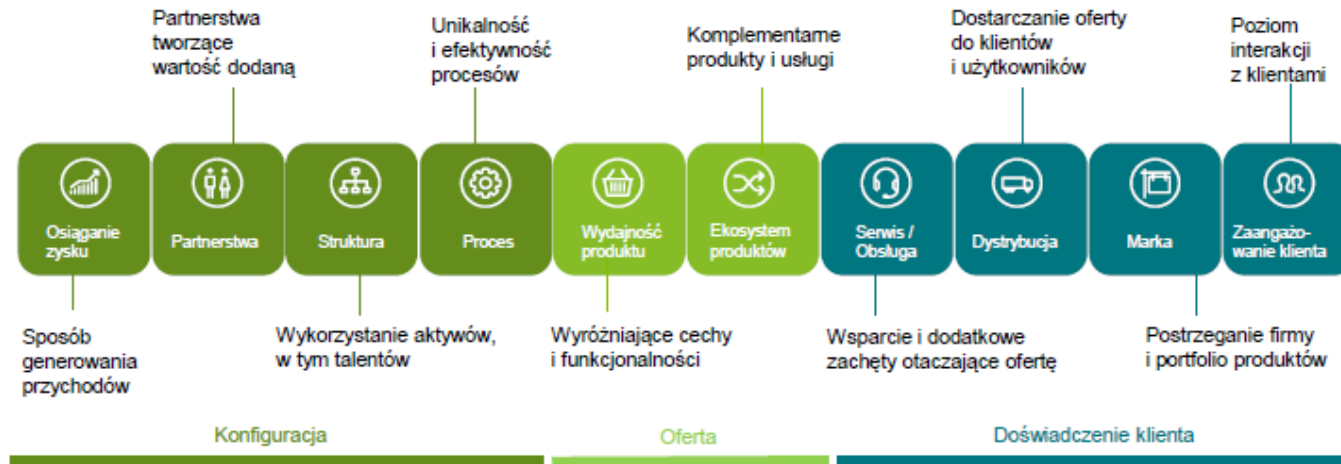 Partnerstwa
tworzące
wartość dodaną
Unikalność
i efektywność
procesów
Komplementarne
produkty i usługi
Dostarczanie oferty
do klientów
i użytkowników
Poziom
interakcji
z klientami
Osiąganie
zysku
Partnerstwa
Struktura
Proces
Wydajność
produktu
Ekosystem
produktów
Serwis /
Obsługa
Dystrybucja
Marka
Zaangażo-
wanie klienta
Sposób
generowania
przychodów
Wykorzystanie aktywów,
w tym talentów
Wyróżniające cechy
i funkcjonalności
Wsparcie i dodatkowe
zachęty otaczające ofertę
Postrzeganie firmy
i portfolio produktów
Konfiguracja
Oferta
Doświadczenie klienta